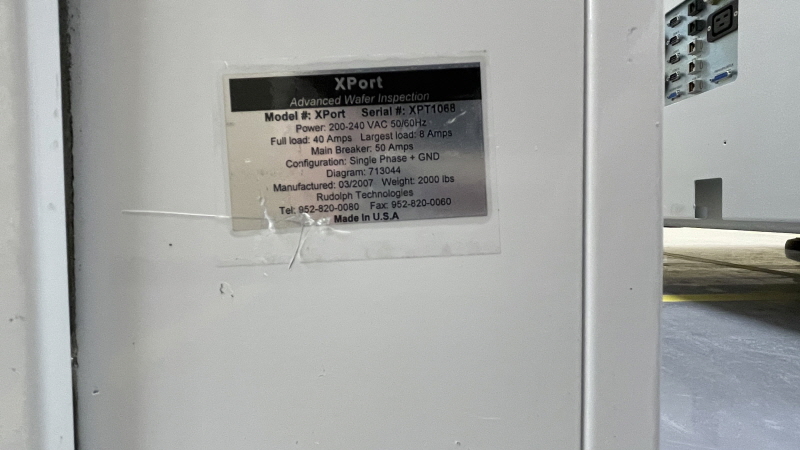 XPort
Advanced Wafer Inspection
Model #: XPort Serial #: XPT1068
Power: 200-240 VAC 50/60Hz
Full load: 40 Amps Largest load: 8 Amps
Main Breaker: 50 Amps
Configuration: Single Phase + GND
Diagram: 713044
Manufactured: 03/2007 Weight: 2000 lbs
Rudolph Technologies
Tel: 952-820-0080 Fax: 952-820-0060
Made In U.S.A